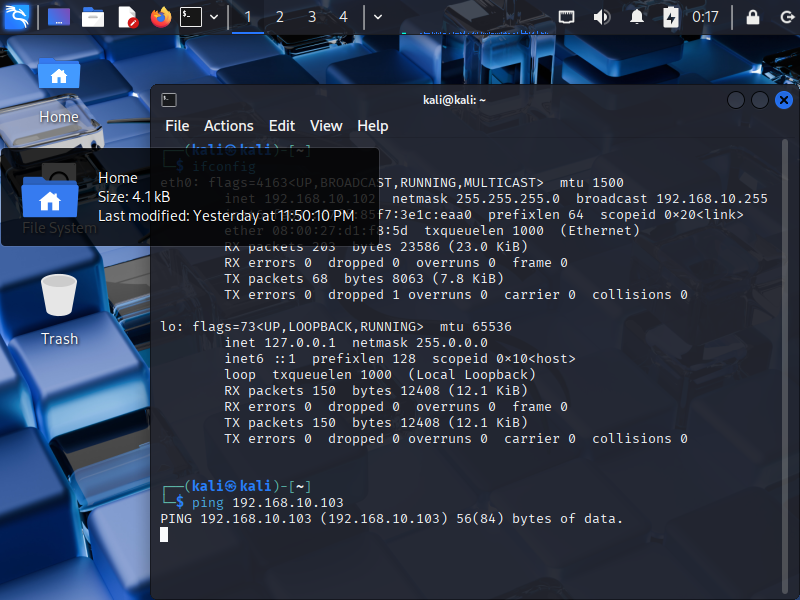 1 2 3 4
0:17
Home
File System
Trash
Home
Size: 4.1 kB
Last modified: Yesterday at 11:50:10 PM
kali@kali: ~
File Actions Edit View Help
┌──(kali㉿kali)-[~]
└─$ ifconfig
eth0: flags=4163<UP,BROADCAST,RUNNING,MULTICAST> mtu 1500
inet 192.168.10.102 netmask 255.255.255.0 broadcast 192.168.10.255
85f7:3e1c:eaa0 prefixlen 64 scopeid 0×20<link>
ether 08:00:27:d1:f8:5d txqueuelen 1000 (Ethernet)
RX packets 203 bytes 23586 (23.0 KiB)
RX errors 0 dropped 0 overruns 0 frame 0
TX packets 68 bytes 8063 (7.8 KiB)
TX errors 0 dropped 1 overruns 0 carrier 0 collisions 0
lo: flags=73<UP,LOOPBACK,RUNNING> mtu 65536
inet 127.0.0.1 netmask 255.0.0.0
inet6 ::1 prefixlen 128 scopeid 0×10<host>
loop txqueuelen 1000 (Local Loopback)
RX packets 150 bytes 12408 (12.1 KiB)
RX errors 0 dropped 0 overruns 0 frame 0
TX packets 150 bytes 12408 (12.1 KiB)
TX errors 0 dropped 0 overruns 0 carrier 0 collisions 0
┌──(kali㉿kali)-[~]
└─$ ping 192.168.10.103
PING 192.168.10.103 (192.168.10.103) 56(84) bytes of data.